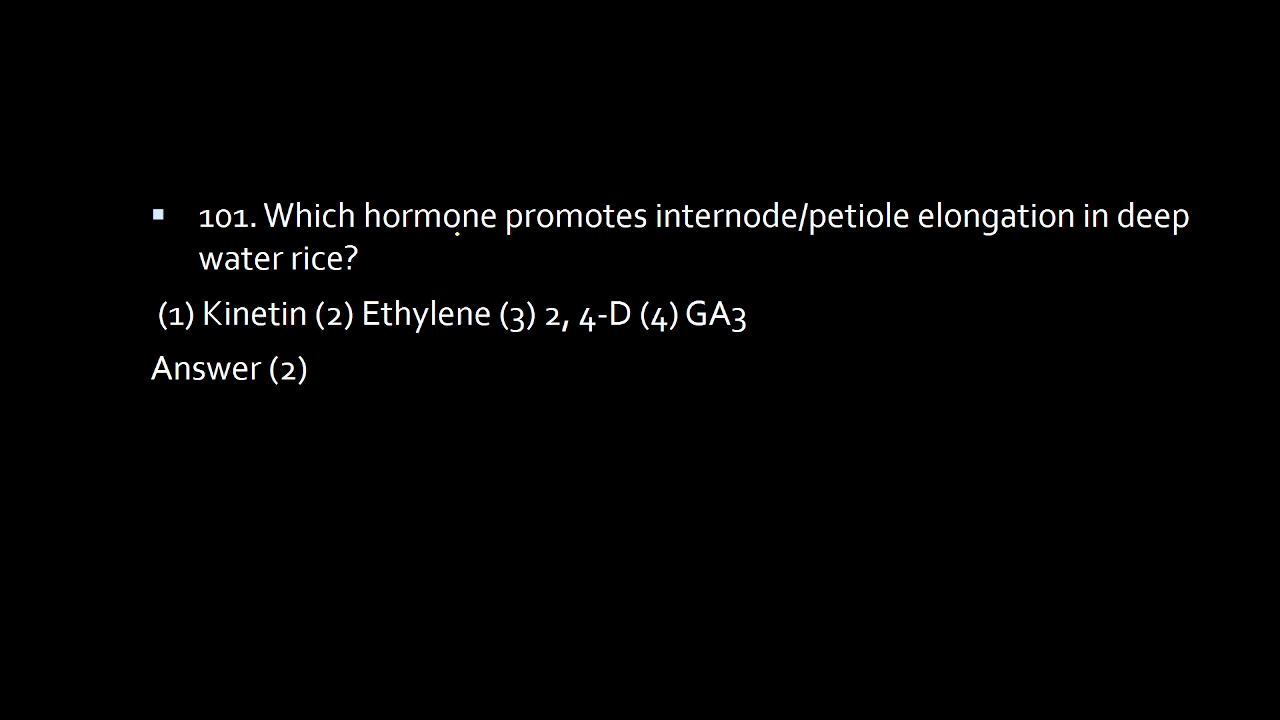 101. Which hormone promotes internode/petiole elongation in deep
water rice?
(1) Kinetin (2) Ethylene (3) 2, 4-D (4) GA3
Answer (2)